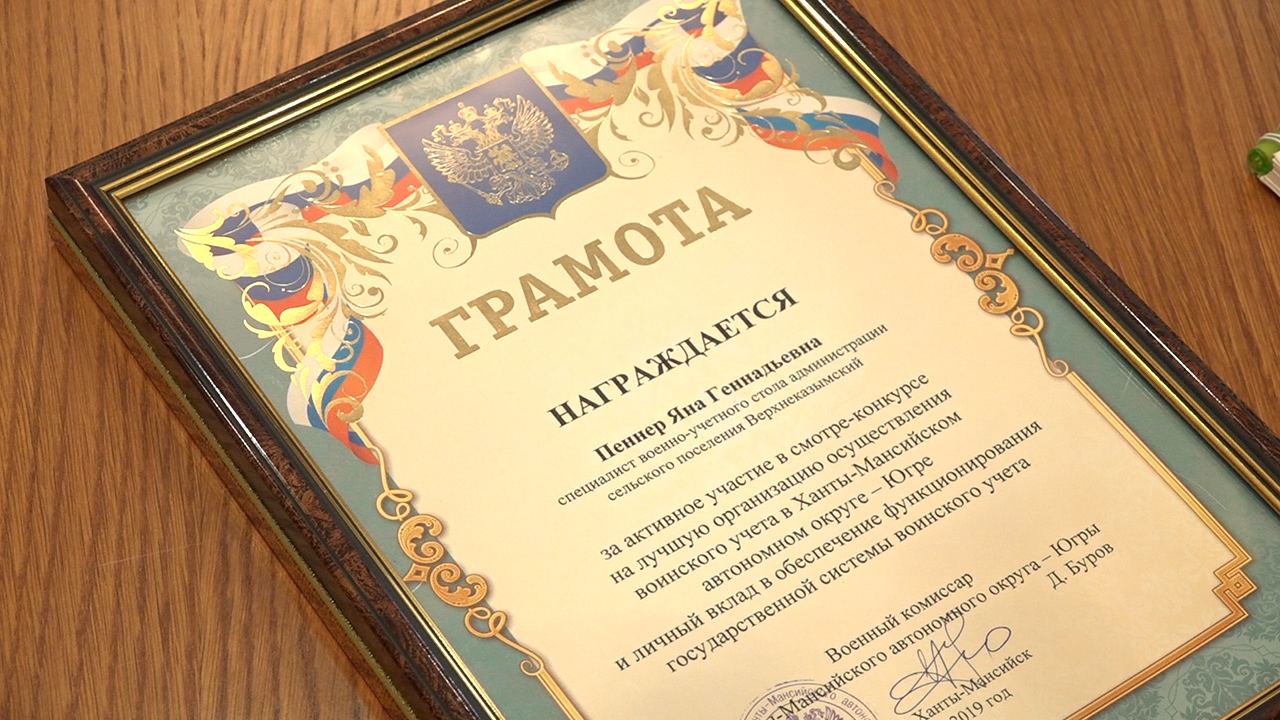 ГРАМОТА
НАГРАЖДАЕТСЯ
Пеннер Яна Геннадьевна
специалист военно-учетного стола администрации
сельского поселения Верхнеказымский
за активное участие в смотре-конкурсе
на лучшую организацию осуществления
воинского учета в Ханты-Мансийском
автономном округе – Югре
и личный вклад в обеспечение функционирования
государственной системы воинского учета
Военный комиссар
-Мансийского автономного округа – Югры
Д. Буров
Ханты-Мансийск
2019 год